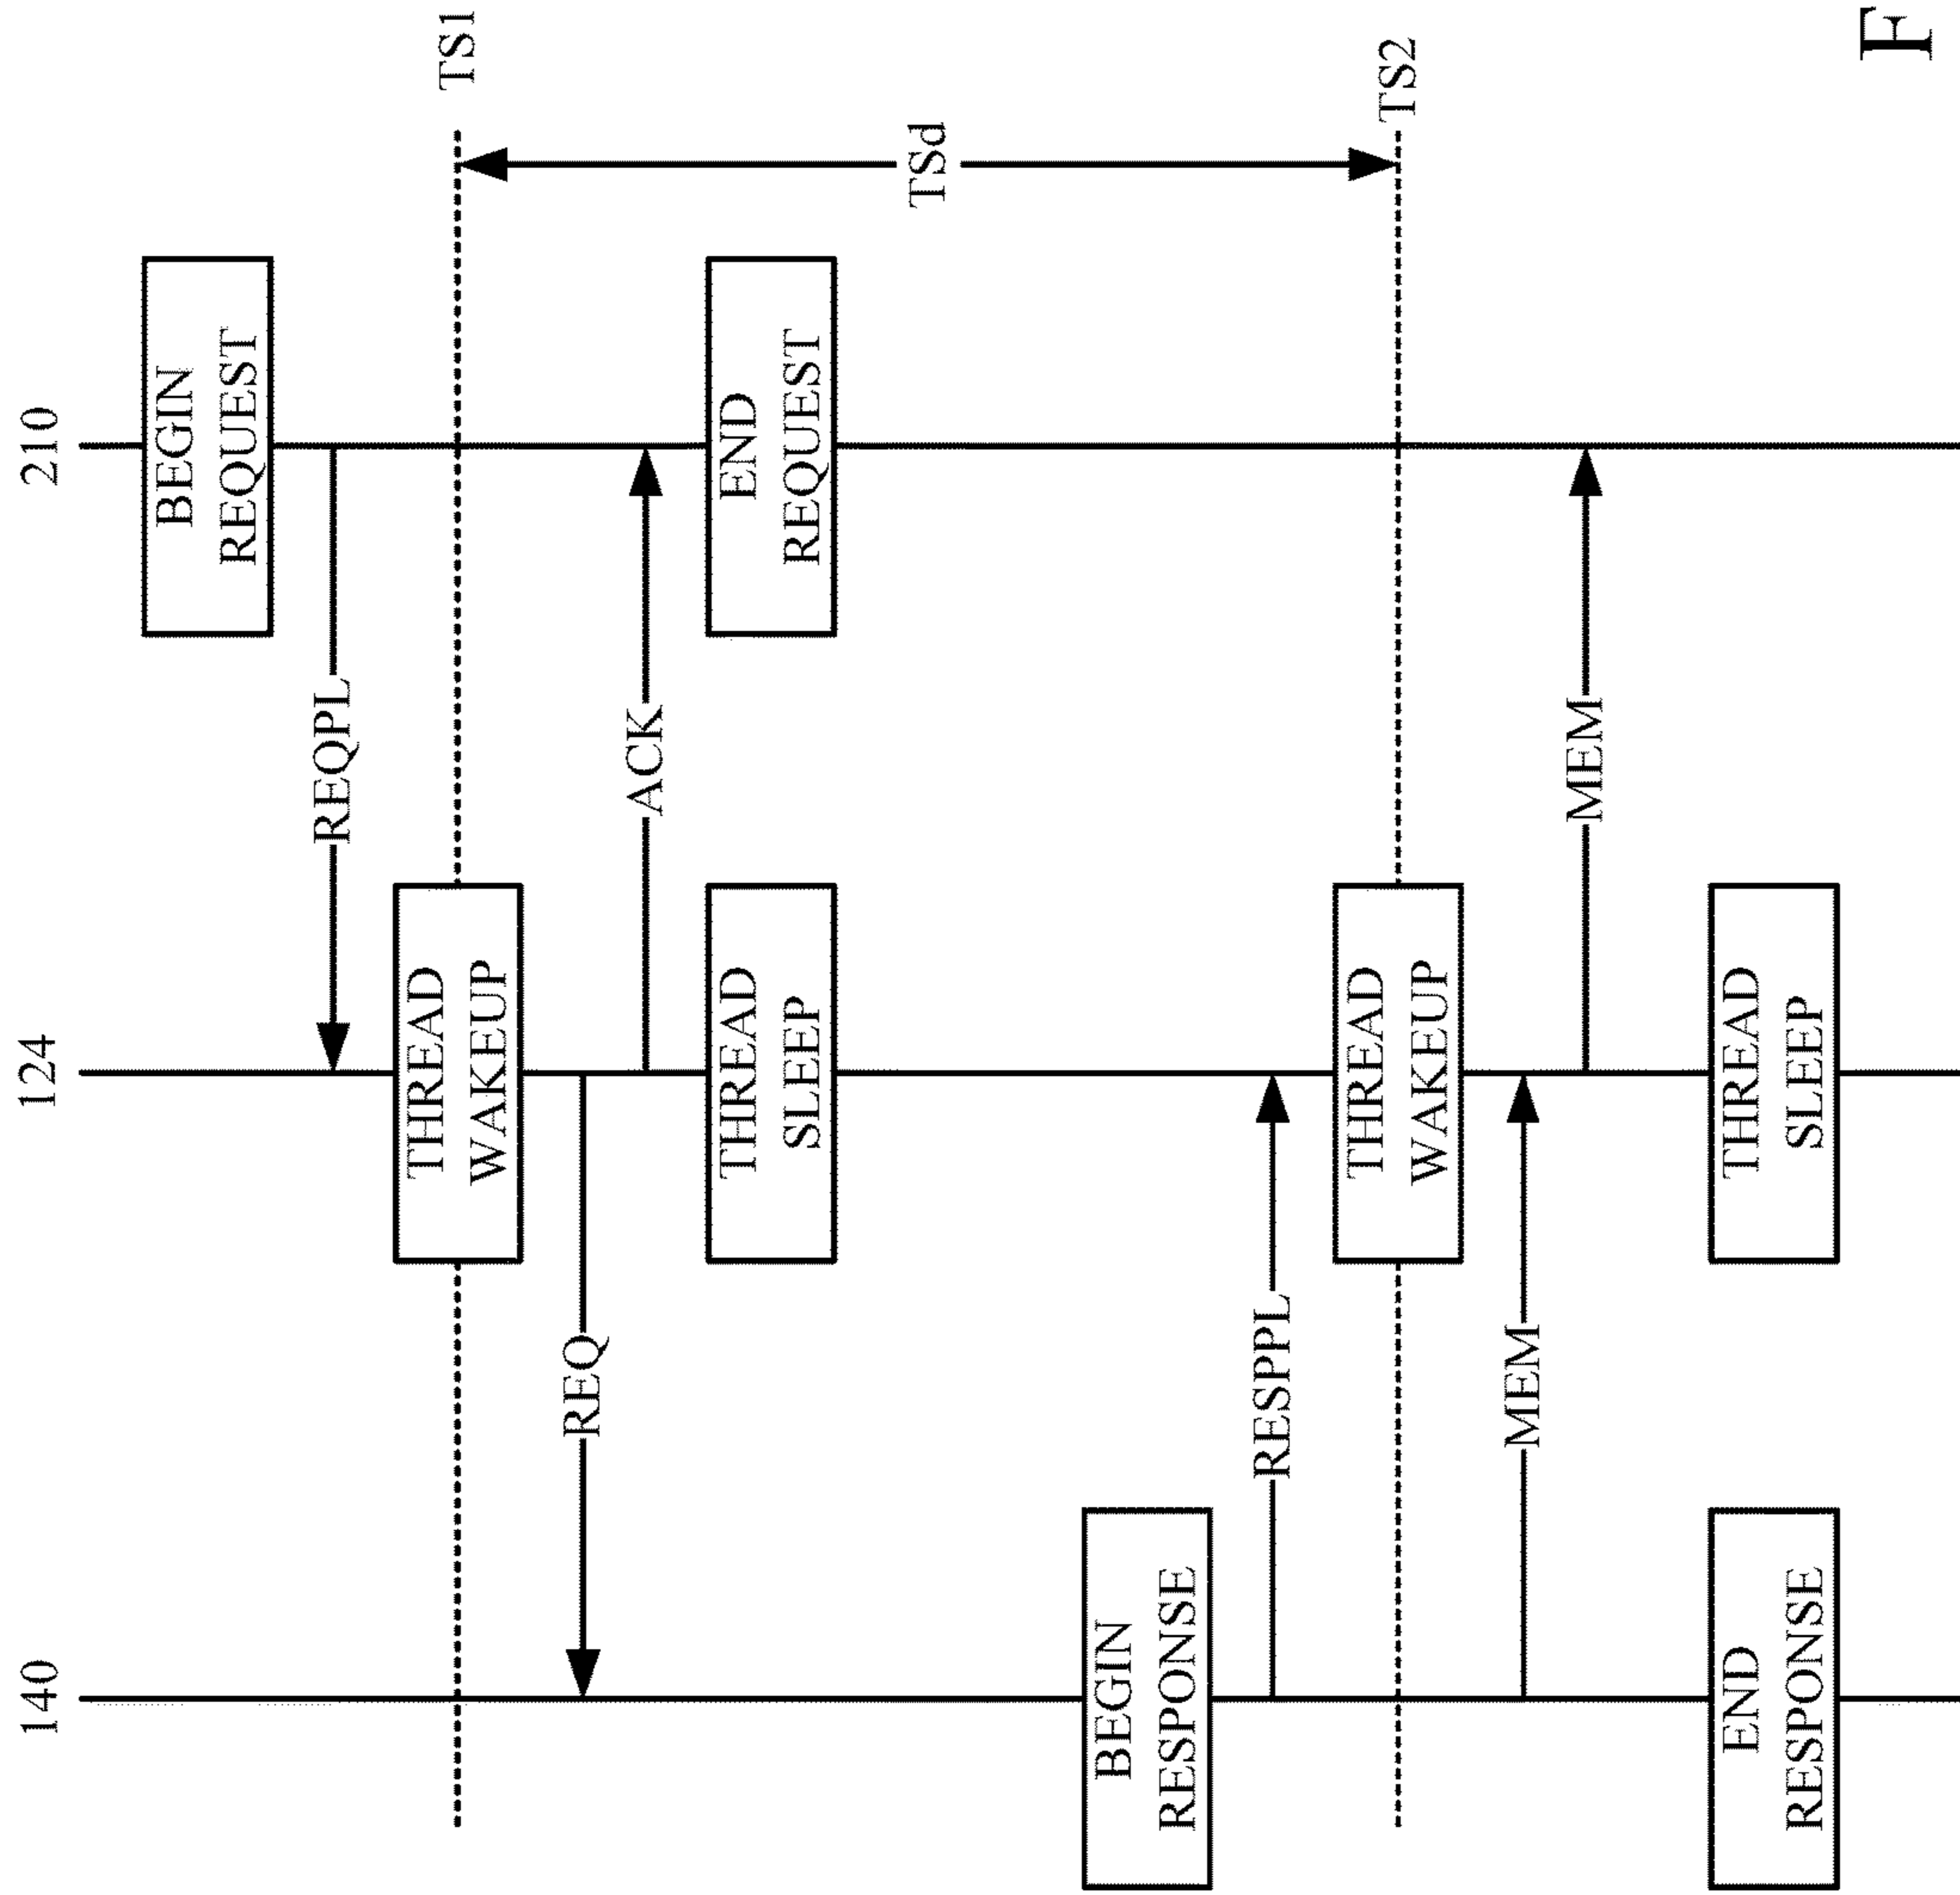 140
124
210
BEGIN
REQUEST
REQPL
THREAD
WAKEUP
TS1
REQ
ACK
THREAD
SLEEP
END
REQUEST
TSd
BEGIN
RESPONSE
RESPPL
THREAD
WAKEUP
TS2
MEM
MEM
END
RESPONSE
THREAD
SLEEP
F